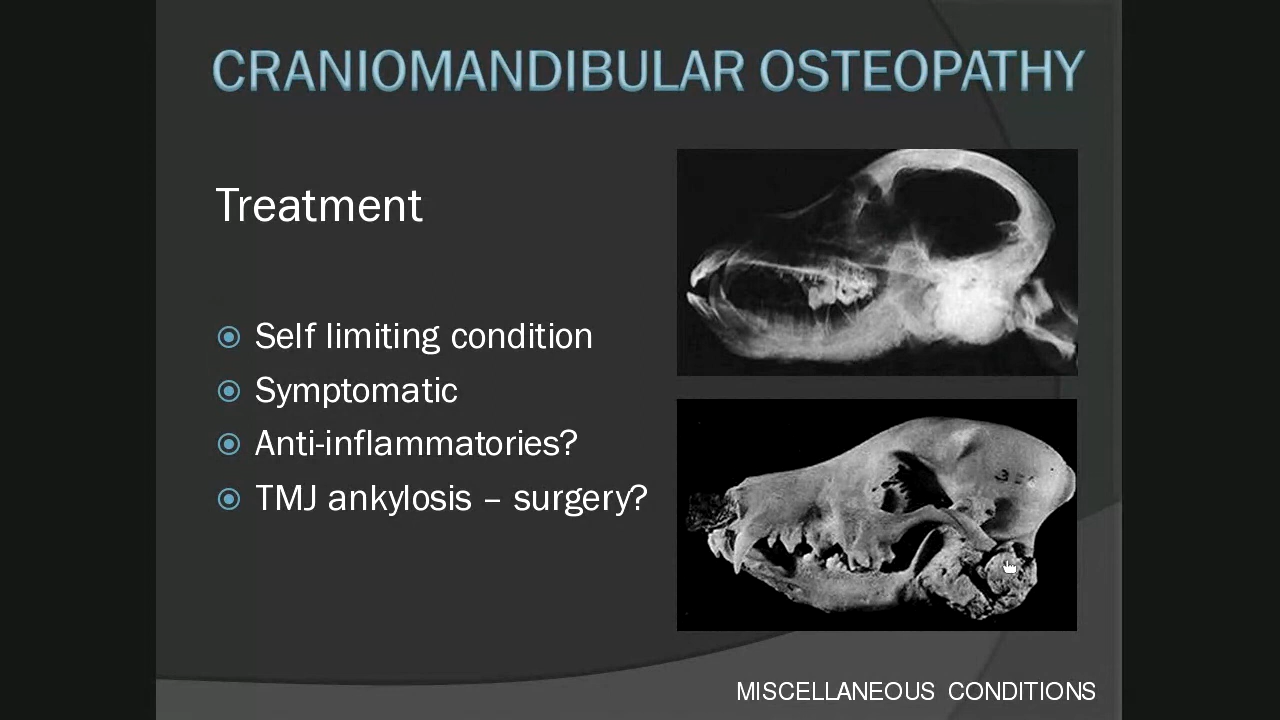 CRANIOMANDIBULAR OSTEOPATHY
Treatment
Self limiting condition
Symptomatic
Anti-inflammatories?
TMJ ankylosis – surgery?
MISCELLANEOUS CONDITIONS